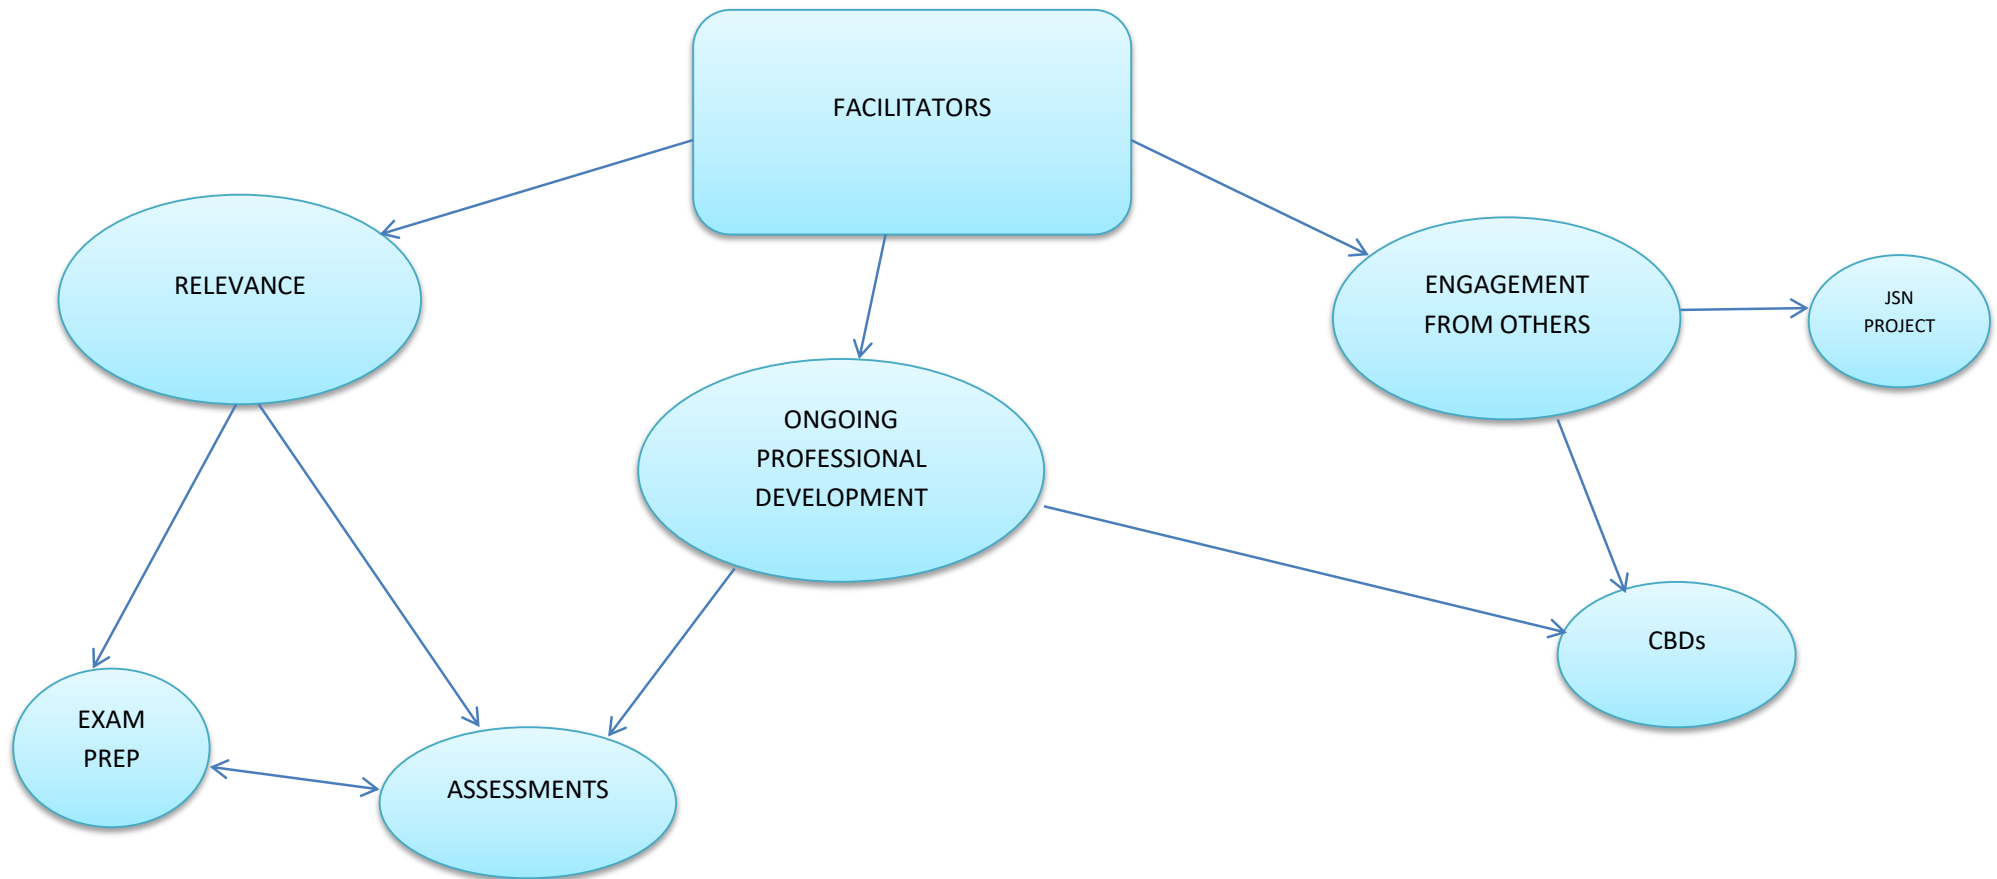 FACILITATORS
RELEVANCE
ENGAGEMENT
FROM OTHERS
JSN
PROJECT
ONGOING
PROFESSIONAL
DEVELOPMENT
CBDs
EXAM
PREP
ASSESSMENTS